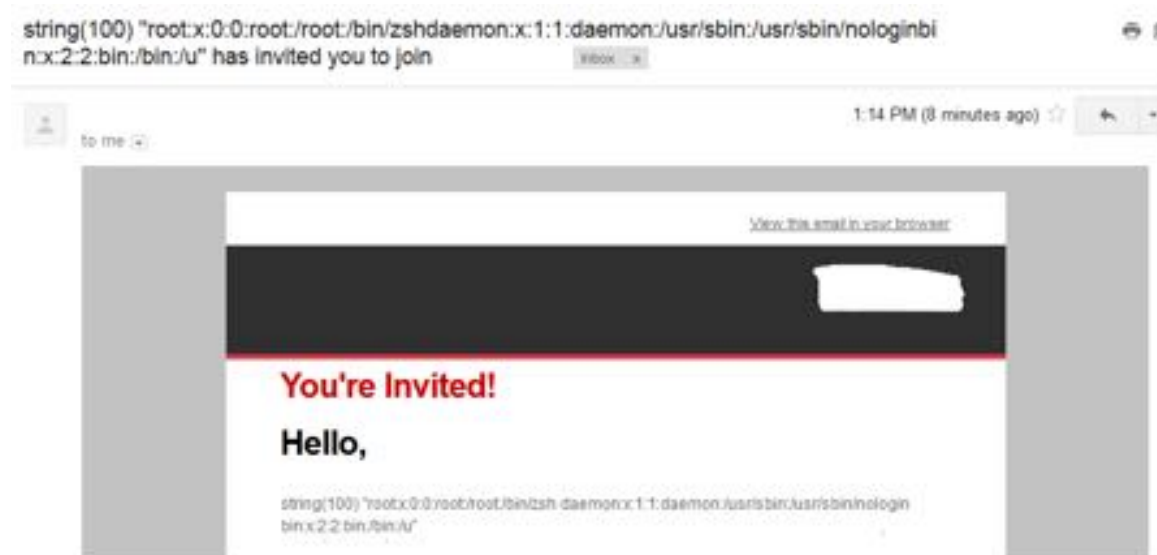 string(100) "root:x:0:0:root:/root:/bin/zshdaemon:x:1:1:daemon:/usr/sbin:/usr/sbin/nologinbi
n:x:2:2:bin:/bin:/u" has invited you to join
Inbox x
1:14 PM (8 minutes ago)
to me
View this email in your browser
You're Invited!
Hello,
string(100) "root:x:0:0:root:/root:/bin/zsh daemon:x:1:1:daemon:/usr/sbin:/usr/sbin/nologin
bin:x:2:2:bin:/bin:/u"